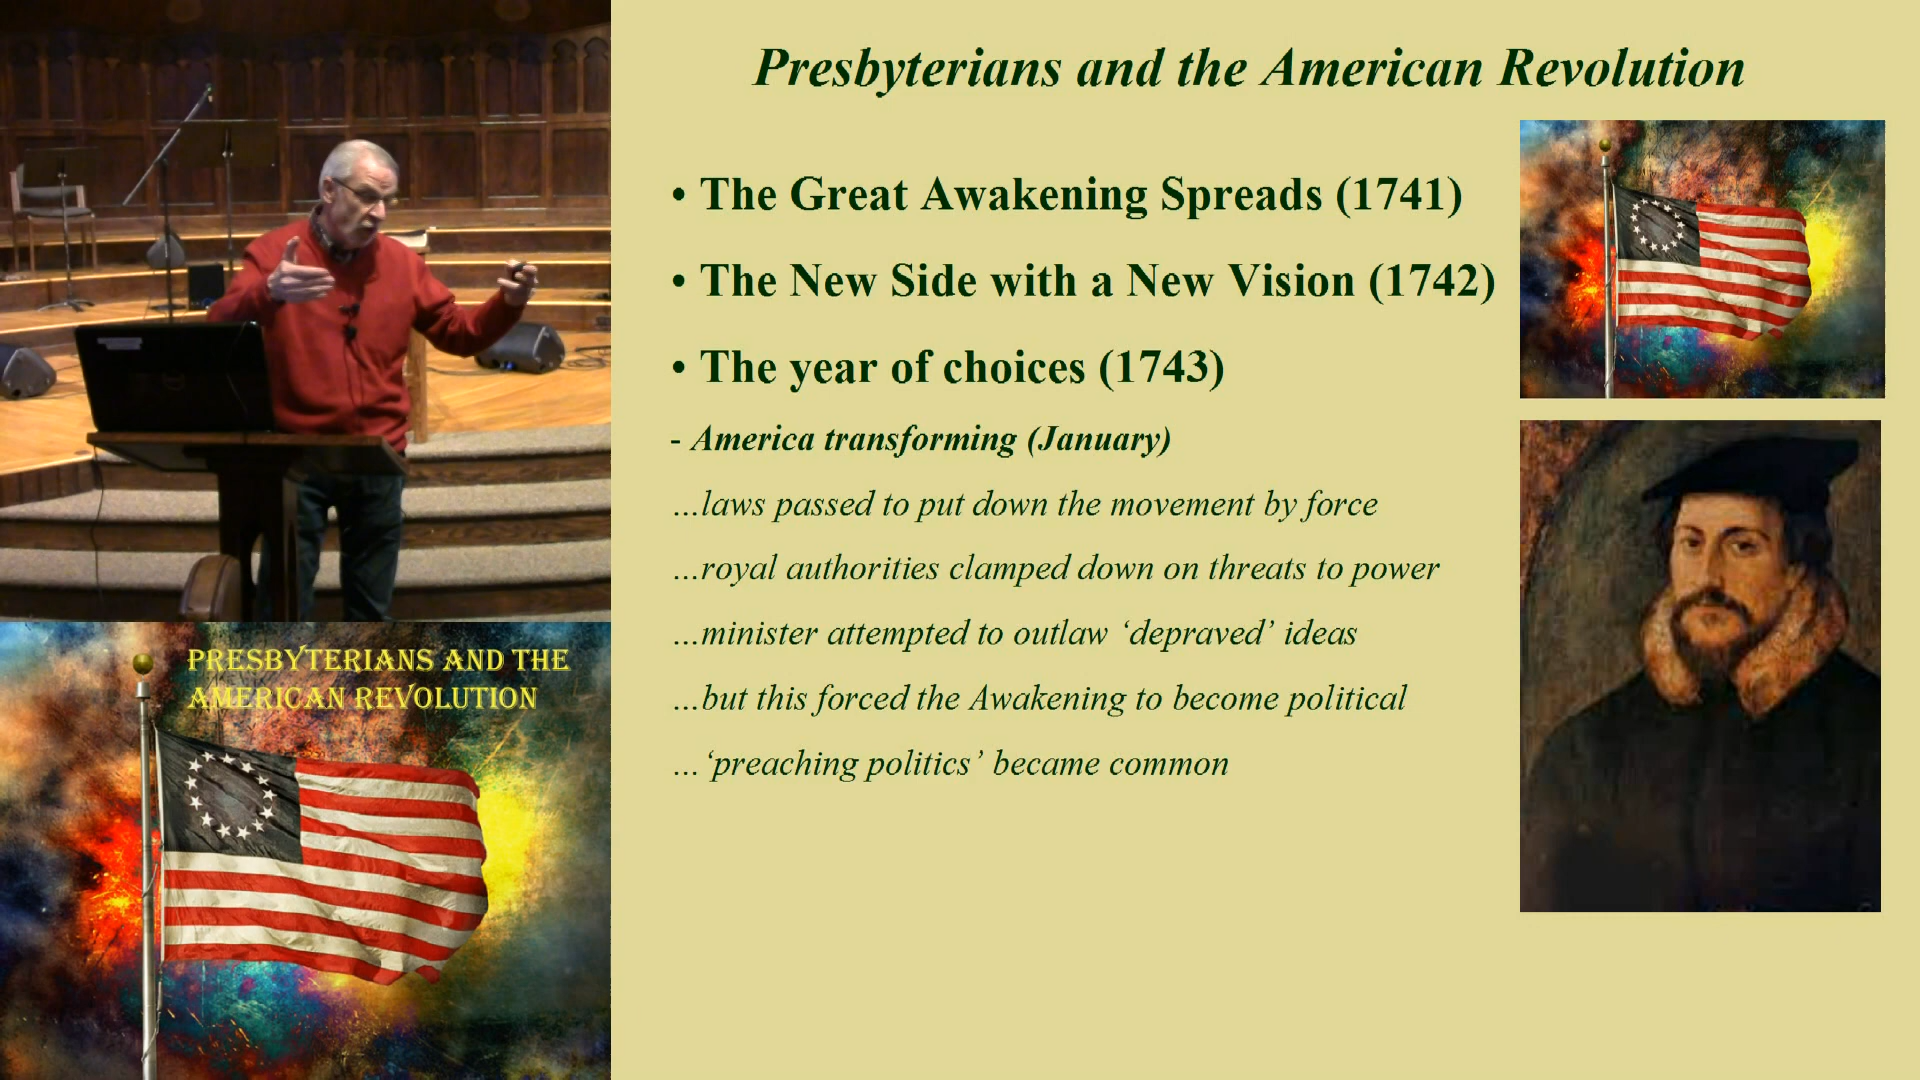 Presbyterians and the American Revolution
• The Great Awakening Spreads (1741)
• The New Side with a New Vision (1742)
• The year of choices (1743)
- America transforming (January)
...laws passed to put down the movement by force
...royal authorities clamped down on threats to power
...minister attempted to outlaw ‘depraved’ ideas
...but this forced the Awakening to become political
... ‘preaching politics’ became common
PRESBYTERIANS AND THE
AMERICAN REVOLUTION